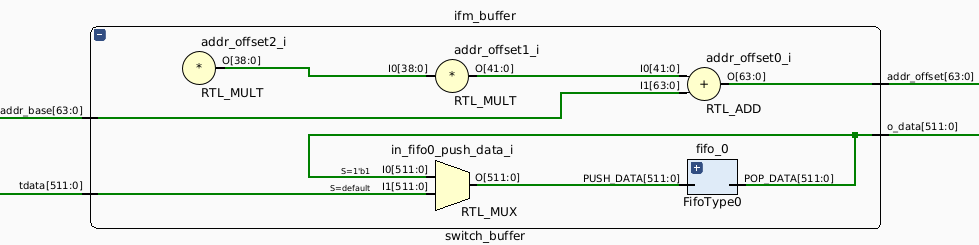 ifm_buffer
addr_offset2_i
O[38:0]
*
RTL_MULT
addr_offset1_i
I0[38:0]
*
O[41:0]
RTL_MULT
addr_offset0_i
I0[41:0]
I1[63:0]
+
O[63:0]
RTL_ADD
addr_base[63:0]
addr_offset[63:0]
o_data[511:0]
in_fifo0_push_data_i
S=1'b1
I0[511:0]
S=default
I1[511:0]
O[511:0]
RTL_MUX
tdata[511:0]
fifo_0
PUSH_DATA[511:0]
POP_DATA[511:0]
FifoType0
switch_buffer